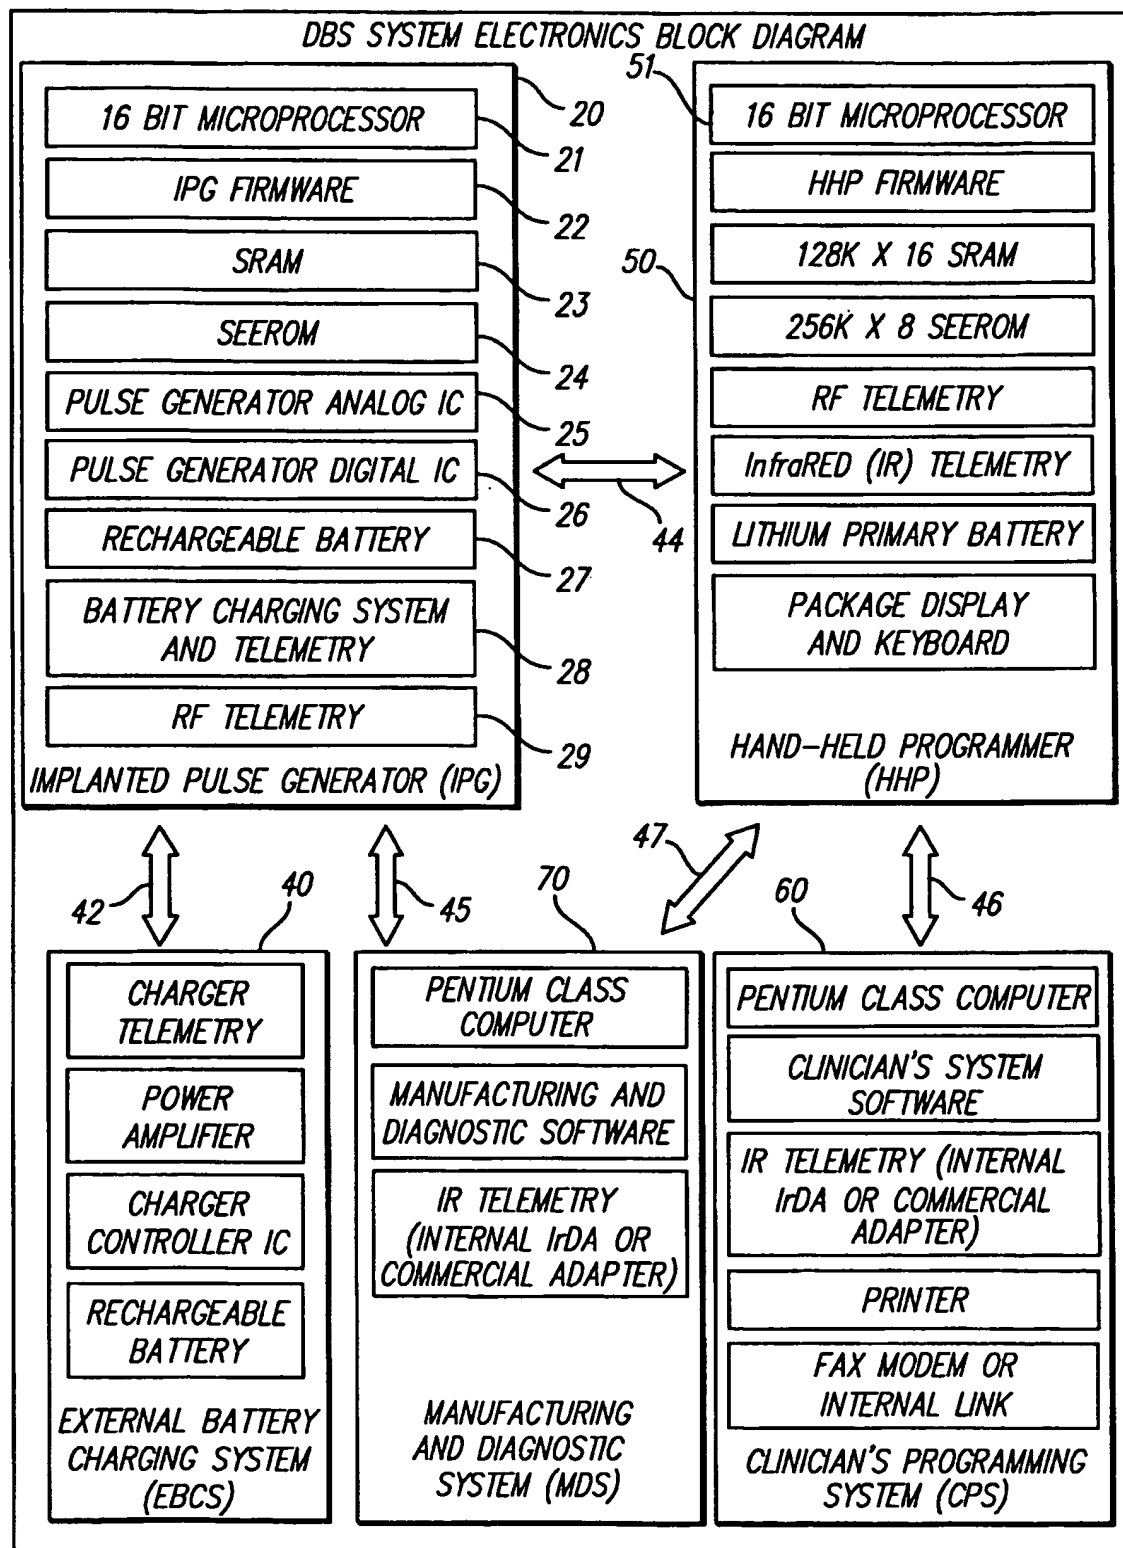 DBS SYSTEM ELECTRONICS BLOCK DIAGRAM
16 BIT MICROPROCESSOR
IPG FIRMWARE
SRAM
SEEROM
PULSE GENERATOR ANALOG IC
PULSE GENERATOR DIGITAL IC
RECHARGEABLE BATTERY
BATTERY CHARGING SYSTEM
AND TELEMETRY
RF TELEMETRY
IMPLANTED PULSE GENERATOR (IPG)
20
21
22
23
24
25
26
27
28
29
44
51
50
16 BIT MICROPROCESSOR
HHP FIRMWARE
128K X 16 SRAM
256K X 8 SEEROM
RF TELEMETRY
InfraRED (IR) TELEMETRY
LITHIUM PRIMARY BATTERY
PACKAGE DISPLAY
AND KEYBOARD
HAND-HELD PROGRAMMER
(HHP)
42
40
45
70
47
60
46
CHARGER
TELEMETRY
POWER
AMPLIFIER
CHARGER
CONTROLLER IC
RECHARGEABLE
BATTERY
EXTERNAL BATTERY
CHARGING SYSTEM
(EBCS)
PENTIUM CLASS
COMPUTER
MANUFACTURING AND
DIAGNOSTIC SOFTWARE
IR TELEMETRY
(INTERNAL IrDA OR
COMMERCIAL ADAPTER)
MANUFACTURING
AND DIAGNOSTIC
SYSTEM (MDS)
PENTIUM CLASS COMPUTER
CLINICIAN'S SYSTEM
SOFTWARE
IR TELEMETRY (INTERNAL
IrDA OR COMMERCIAL
ADAPTER)
PRINTER
FAX MODEM OR
INTERNAL LINK
CLINICIAN'S PROGRAMMING
SYSTEM (CPS)